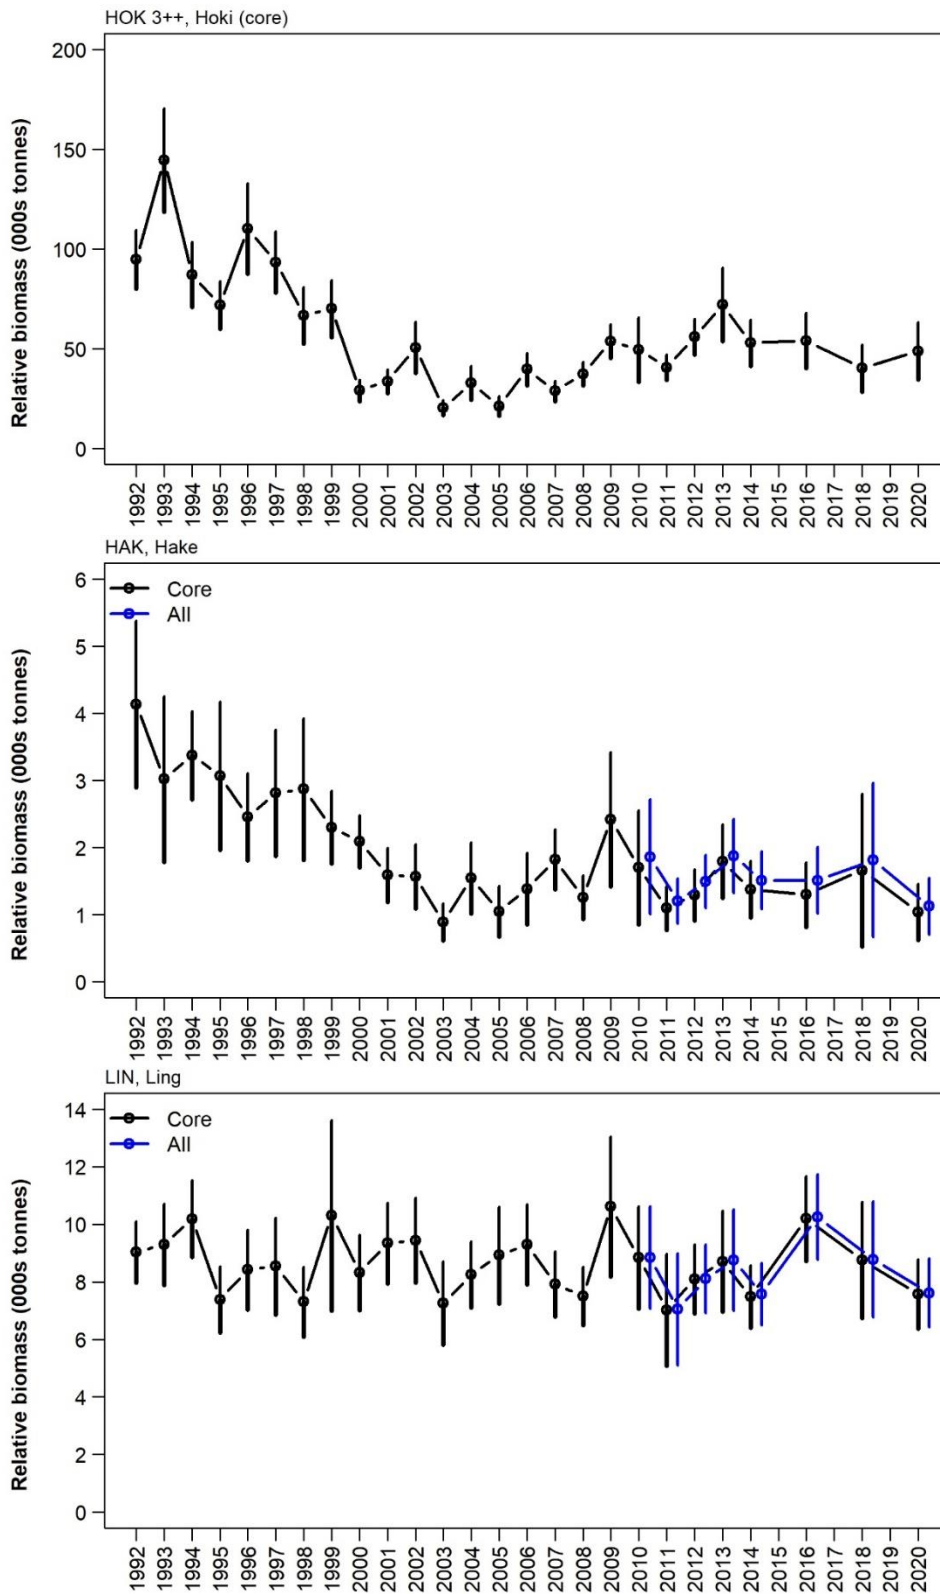 HOK 3++, Hoki (core)
Relative biomass (000s tonnes)
200
150
100
50
0
1992 1993 1994 1995 1996 1997 1998 1999 2000 2001 2002 2003 2004 2005 2006 2007 2008 2009 2010 2011 2012 2013 2014 2015 2016 2017 2018 2019 2020
HAK, Hake
Core
All
Relative biomass (000s tonnes)
6
5
4
3
2
1
0
1992 1993 1994 1995 1996 1997 1998 1999 2000 2001 2002 2003 2004 2005 2006 2007 2008 2009 2010 2011 2012 2013 2014 2015 2016 2017 2018 2019 2020
LIN, Ling
Core
All
Relative biomass (000s tonnes)
14
12
10
8
6
4
2
0
1992 1993 1994 1995 1996 1997 1998 1999 2000 2001 2002 2003 2004 2005 2006 2007 2008 2009 2010 2011 2012 2013 2014 2015 2016 2017 2018 2019 2020